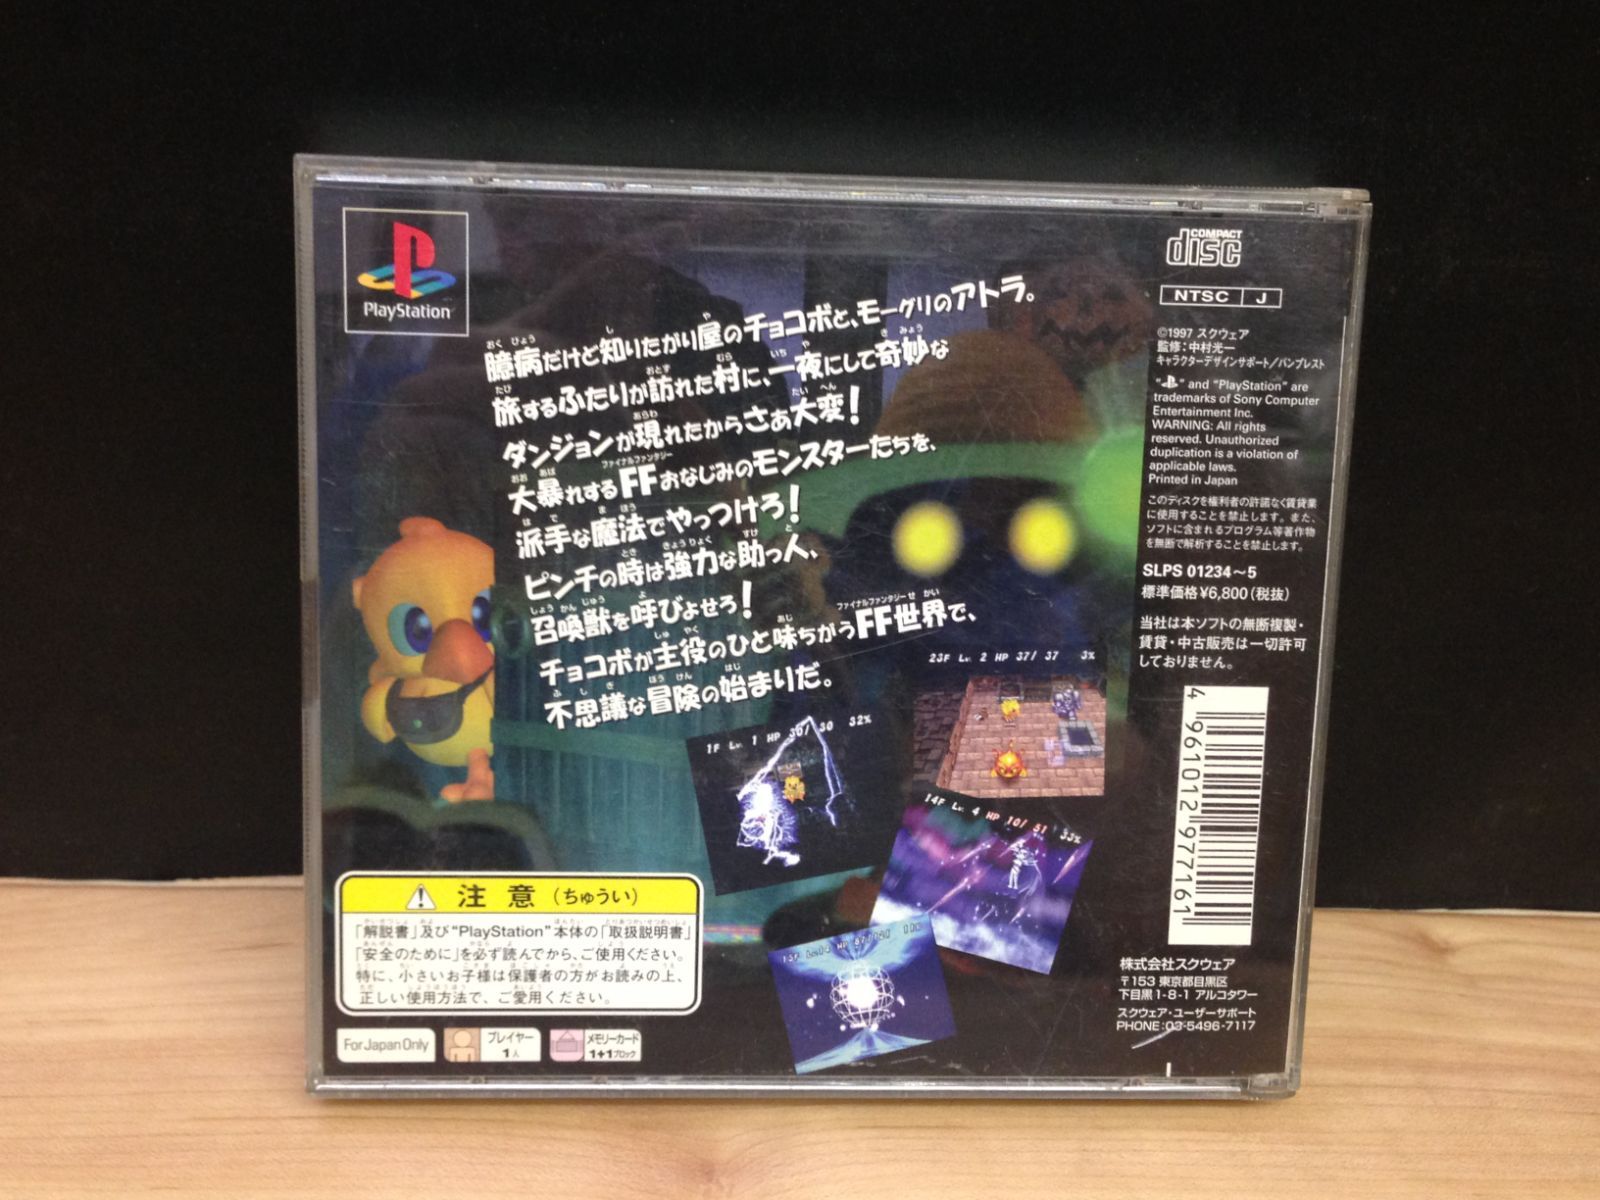 PlayStation
臆病だけど知りたがり屋のチョコボと、モーグリのアトラ。
旅するふたりが訪れた村に、一夜にして奇妙な
ダンジョンが現れたからさあ大変!
大暴れするFFおなじみのモンスターたちを、
派手な魔法でやっつけろ!
ピンチの時は強力な助っ人、
召喚獣を呼びよせろ!
チョコボが主役のひと味ちがうFF世界で、
不思議な冒険の始まりだ。
1F Lv. 1 HP 30/ 30 32%
23F Lv. 2 HP 37/ 37 3%
14F Lv. 4 HP 10/ 51 33%
注意(ちゅうい)
「解説書」及び“PlayStation”本体の「取扱説明書」
「安全のために」を必ず読んでから、ご使用ください。
特に、小さいお子様は保護者の方がお読みの上、
正しい使用方法で、ご愛用ください。
For Japan Only
プレイヤー
1人
メモリーカード
1+1ブロック
COMPACT
disc
NTSC J
©1997 スクウェア
監修:中村光一
キャラクターデザインサポート/バンプレスト
“PS” and “PlayStation” are
trademarks of Sony Computer
Entertainment Inc.
WARNING: All rights
reserved. Unauthorized
duplication is a violation of
applicable laws.
Printed in Japan
このディスクを権利者の許諾なく賃貸業
に使用することを禁止します。また、
ソフトに含まれるプログラム等著作物
を無断で解析することを禁止します。
SLPS 01234～5
標準価格¥6,800(税抜)
当社は本ソフトの無断複製・
賃貸・中古販売は一切許可
しておりません。
4 961012 977161
株式会社スクウェア
〒153 東京都目黒区
下目黒1-8-1 アルコタワー
スクウェア・ユーザーサポート
PHONE:03-5496-7117